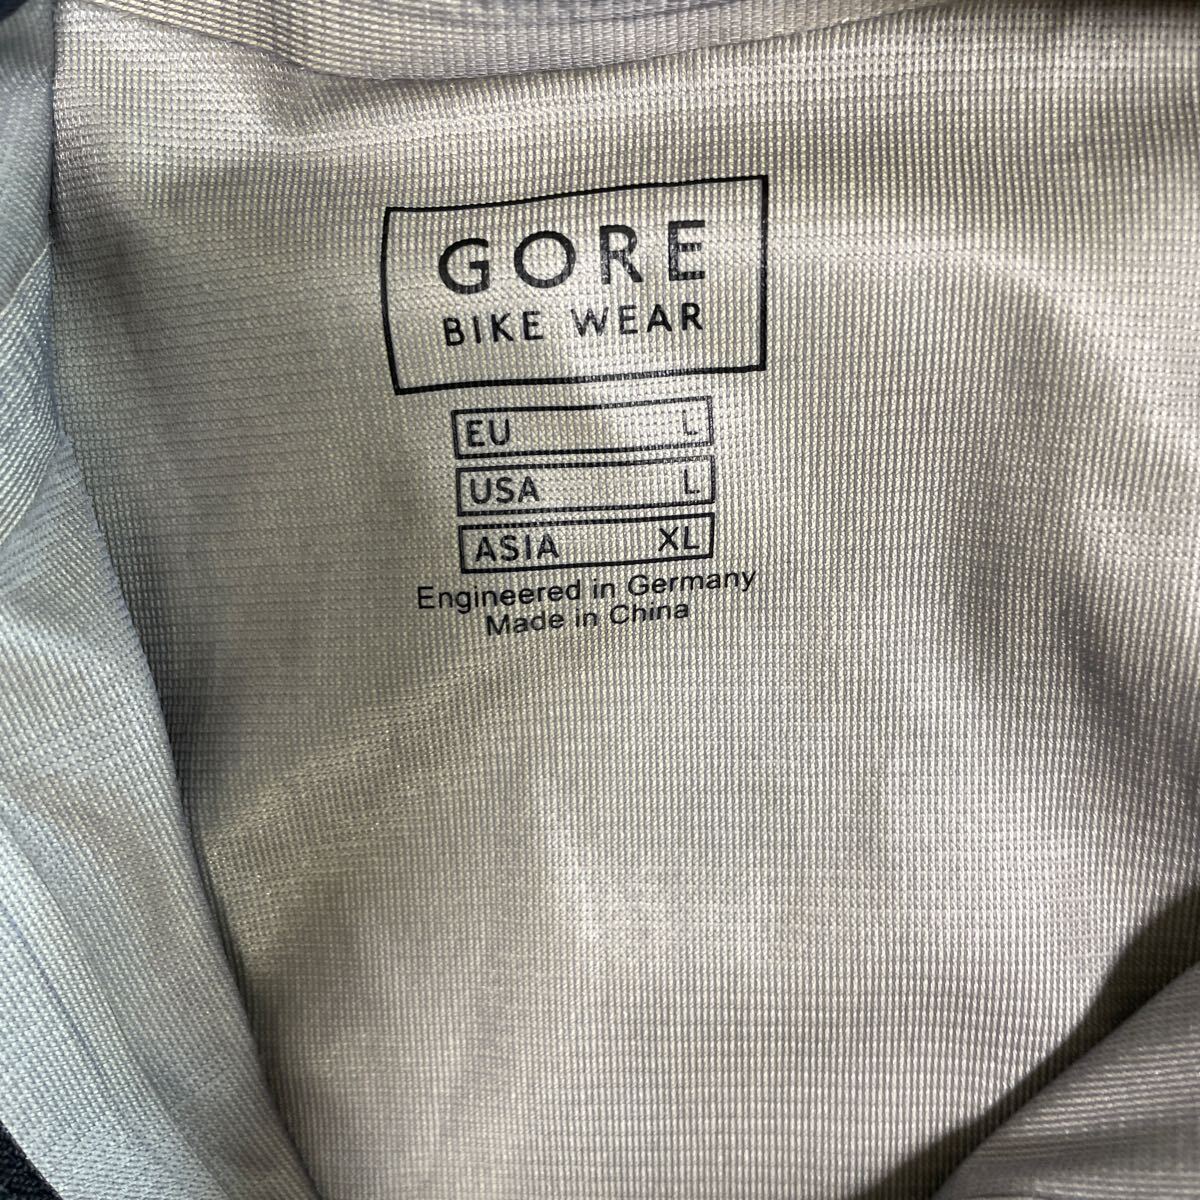 GORE
BIKE WEAR
EU L
USA L
ASIA XL
Engineered in Germany
Made in China